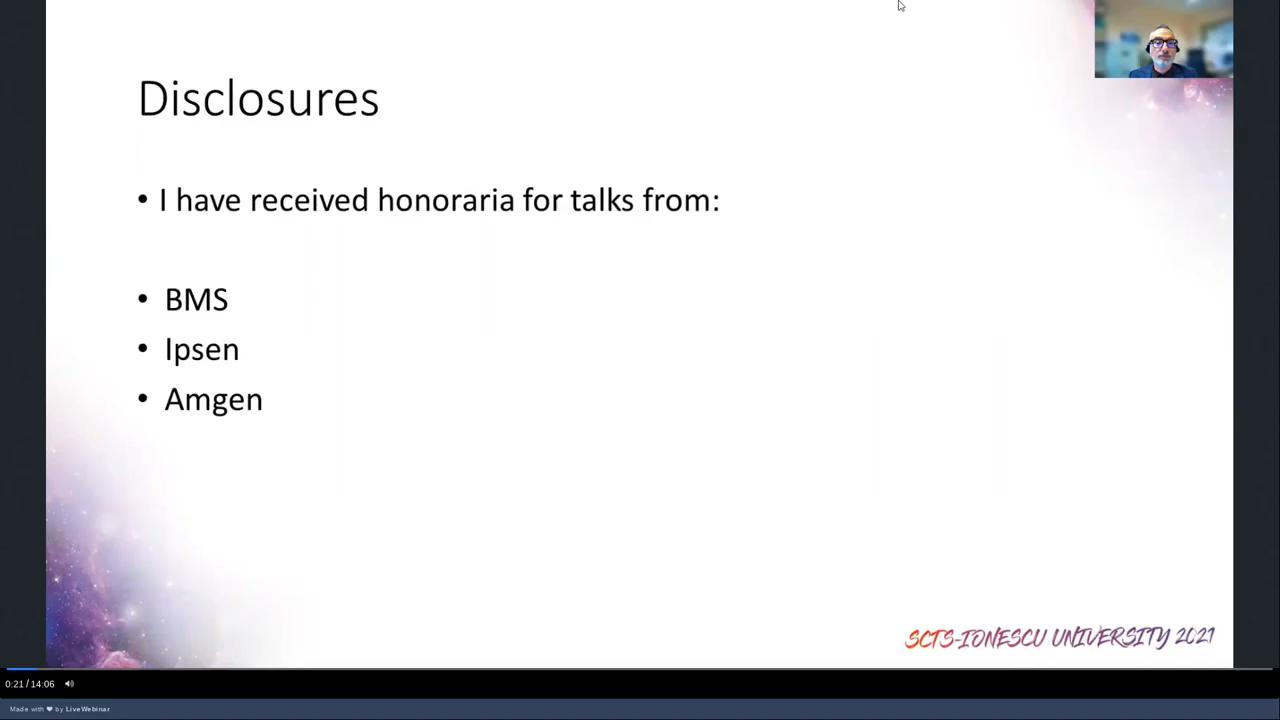 Disclosures
• I have received honoraria for talks from:
• BMS
• Ipsen
• Amgen
SCTS-IONESCU UNIVERSITY 2021
0:21 / 14:06
Made with ❤ by LiveWebinar